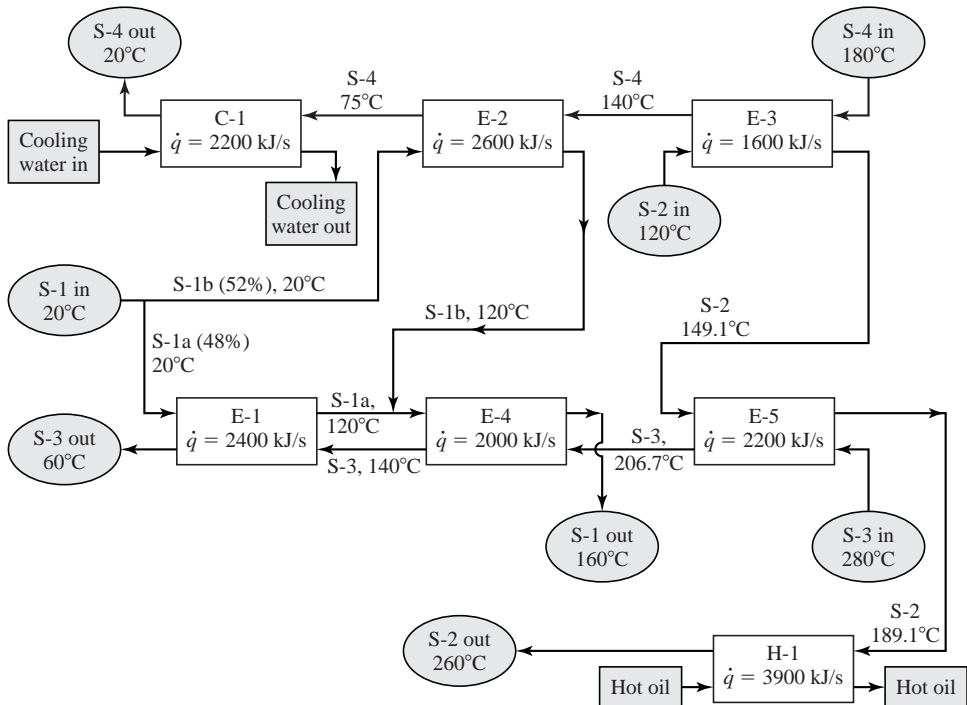 S-4 out
20°C
S-4 in
180°C
S-4
75°C
S-4
140°C
C-1
q̇ = 2200 kJ/s
E-2
q̇ = 2600 kJ/s
E-3
q̇ = 1600 kJ/s
Cooling
water in
Cooling
water out
S-2 in
120°C
S-1 in
20°C
S-1b (52%), 20°C
S-1b, 120°C
S-2
149.1°C
S-1a (48%)
20°C
E-1
q̇ = 2400 kJ/s
S-1a,
120°C
E-4
q̇ = 2000 kJ/s
E-5
q̇ = 2200 kJ/s
S-3 out
60°C
S-3, 140°C
S-3,
206.7°C
S-1 out
160°C
S-3 in
280°C
S-2
189.1°C
S-2 out
260°C
H-1
q̇ = 3900 kJ/s
Hot oil
Hot oil